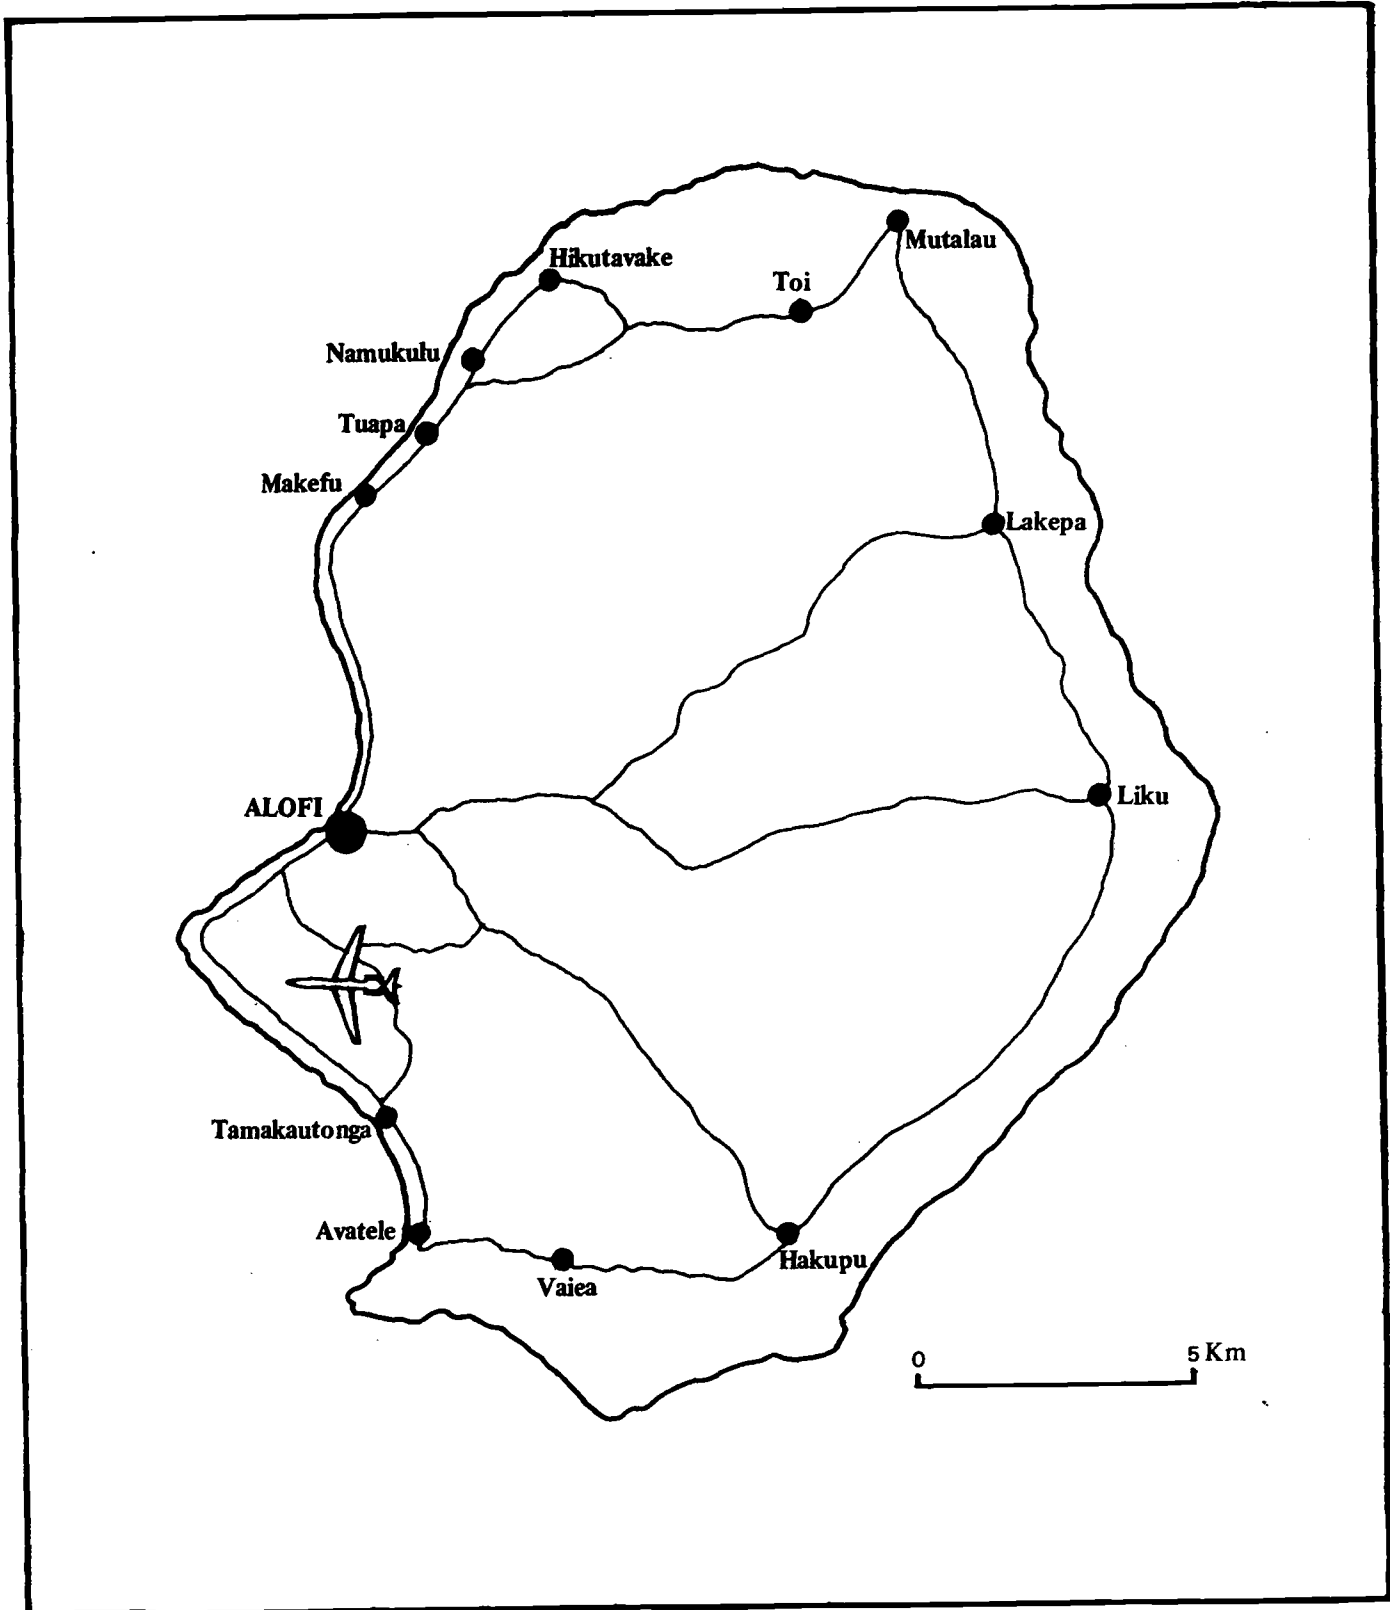 Hikutavake
Mutalau
Toi
Namukulu
Tuapa
Makefu
Lakepa
ALOFI
Liku
Tamakautonga
Avatele
Hakupu
Vaiea
0 5 Km